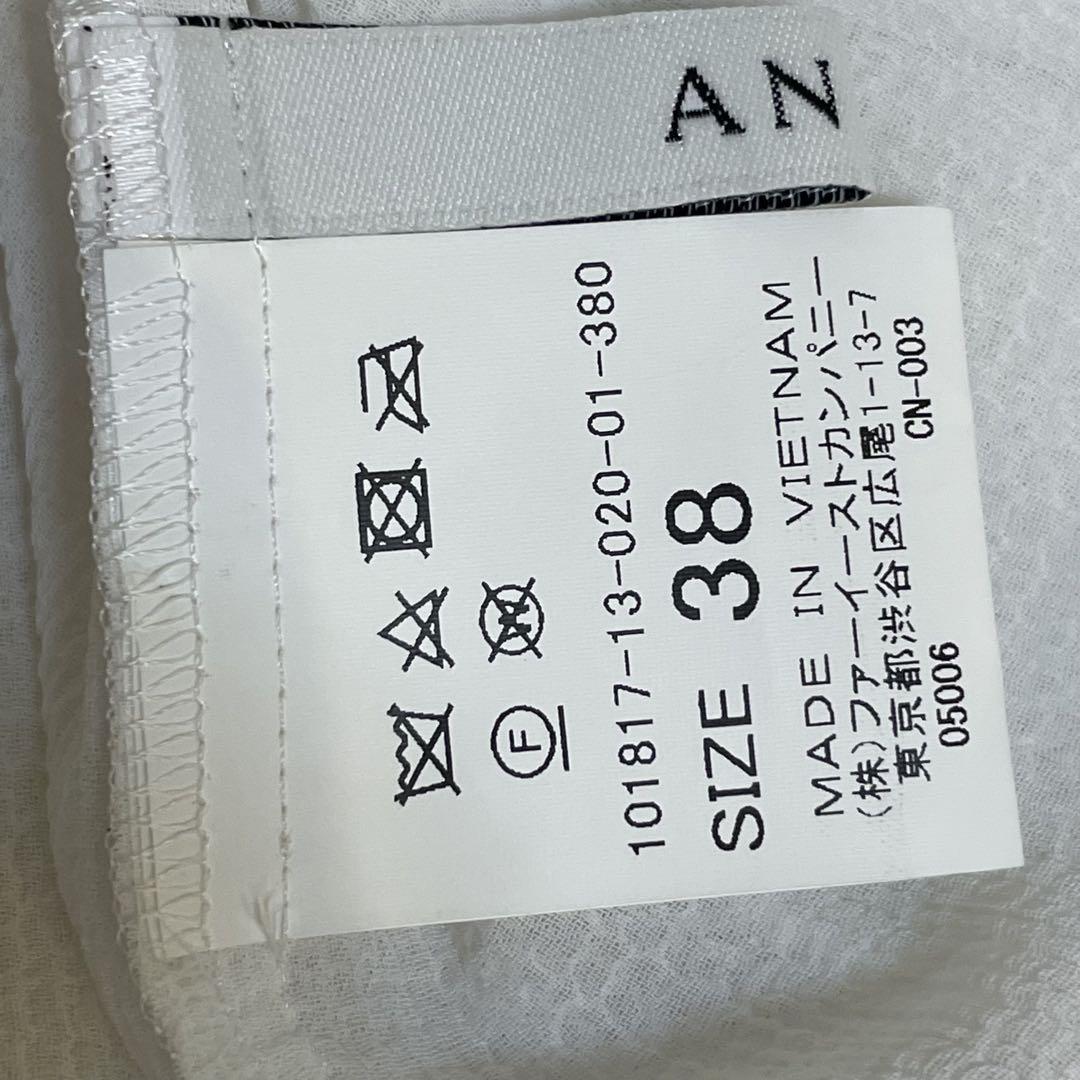 AN
F
W
101817-13-020-01-380
SIZE 38
MADE IN VIETNAM
(株)ファーイーストカンパニー
東京都渋谷区広尾1-13-7
05006 CN-003